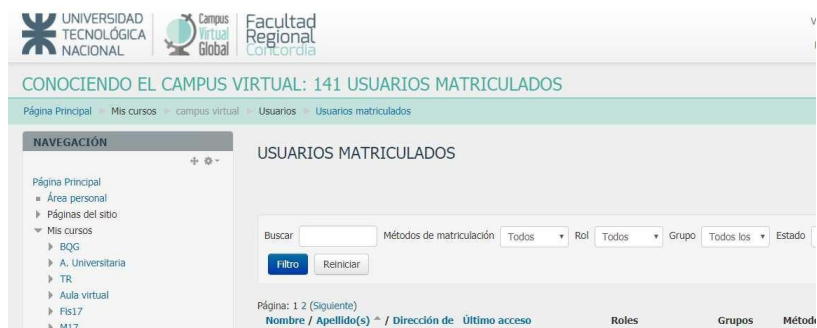 UNIVERSIDAD
TECNOLÓGICA
NACIONAL
Campus
Virtual
Global
Facultad
Regional
Concordia
CONOCIENDO EL CAMPUS VIRTUAL: 141 USUARIOS MATRICULADOS
Página Principal Mis cursos campus virtual Usuarios Usuarios matriculados
NAVEGACIÓN
Página Principal
Área personal
Páginas del sitio
Mis cursos
BQG
A. Universitaria
TR
Aula virtual
Fis17
M17
USUARIOS MATRICULADOS
Buscar Métodos de matriculación Todos Rol Todos Grupo Todos los Estado
Filtro Reiniciar
Página: 1 2 (Siguiente)
Nombre / Apellido(s) / Dirección de Último acceso Roles Grupos Método